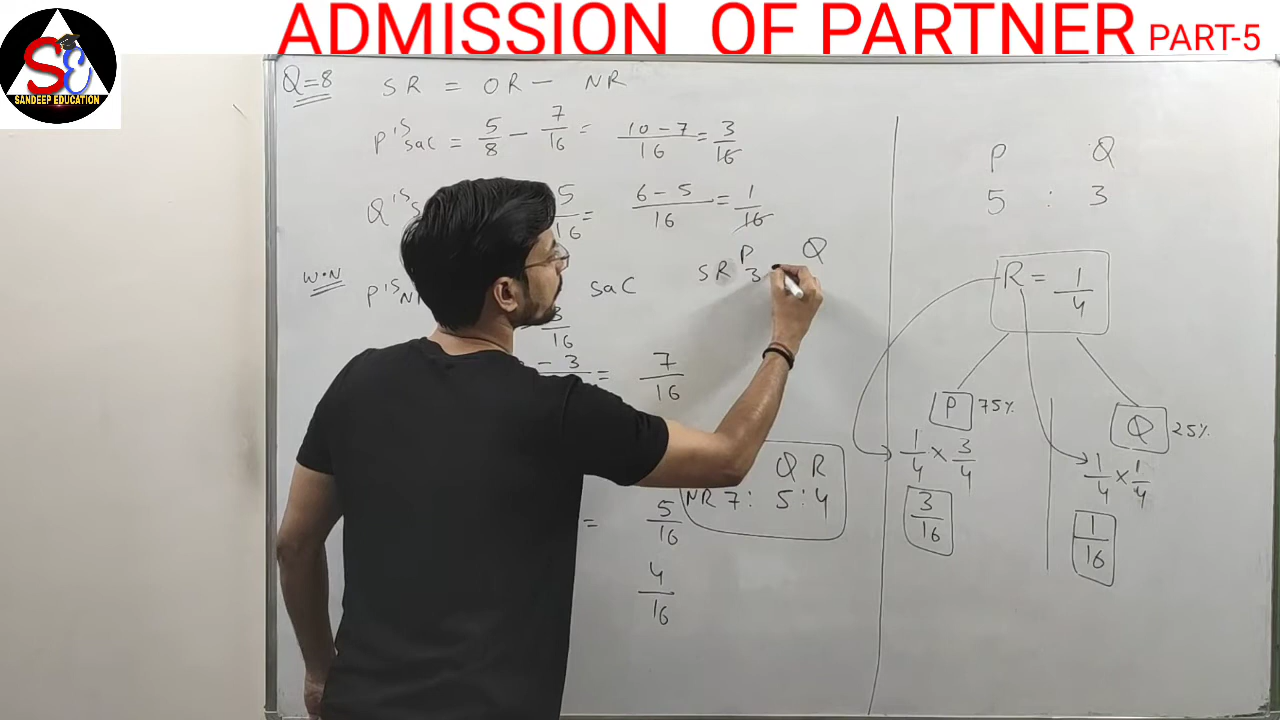 ADMISSION OF PARTNER PART-5
SE
SANDEEP EDUCATION
Q=8 SR = OR - NR
P'S sac = 5/8 - 7/16 = 10-7/16 = 3/16
Q'S 5/16 = 6-5/16 = 1/16
P Q
SR 3
W.N P'S sac
3/16
- 3 = 7/16
Q R
NR 7 : 5 : 4
= 5/16
4/16
P Q
5 : 3
R = 1/4
P 75%
Q 25%
1/4 × 3/4
1/4 × 1/4
3/16
1/16